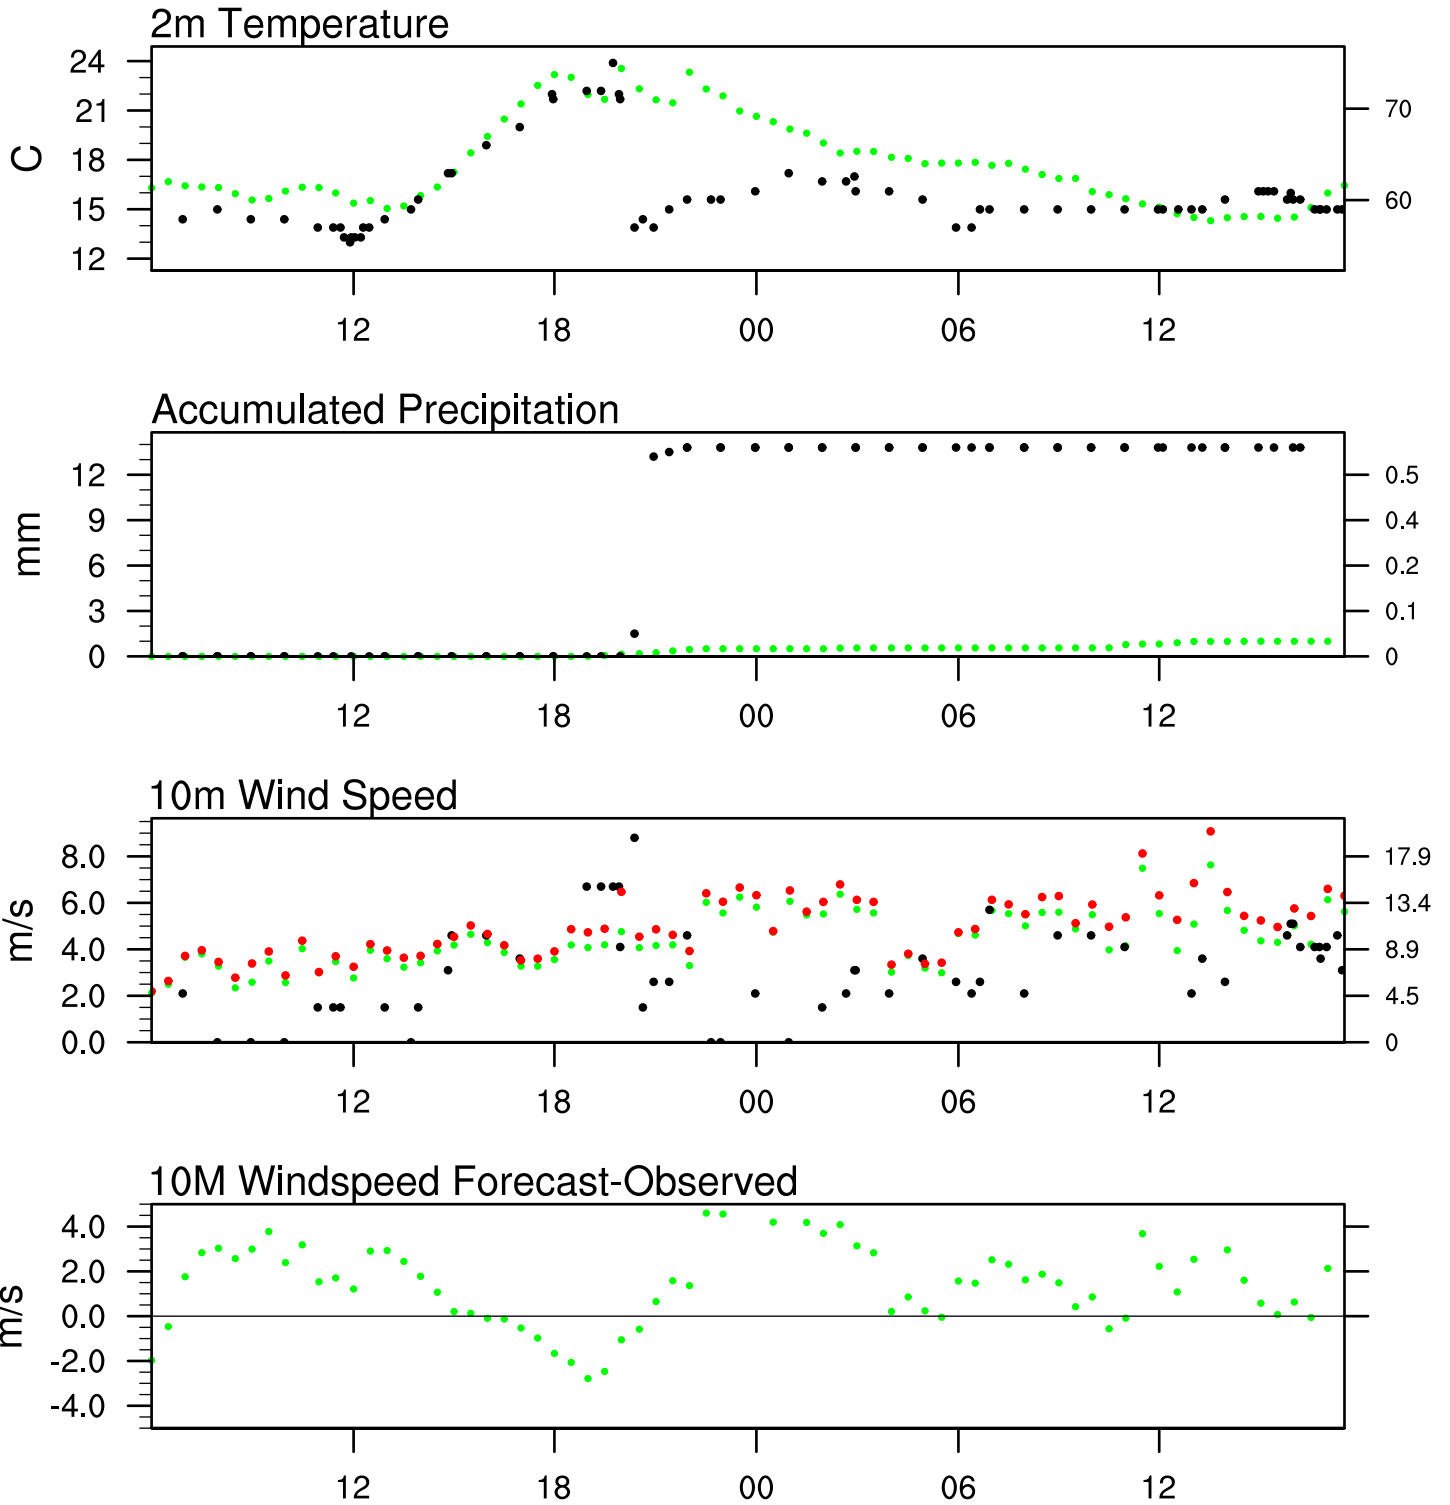 2m Temperature
24
21
18
15
12
C
70
60
12 18 00 06 12
Accumulated Precipitation
12
9
6
3
0
mm
0.5
0.4
0.2
0.1
0
12 18 00 06 12
10m Wind Speed
8.0
6.0
4.0
2.0
0.0
m/s
17.9
13.4
8.9
4.5
0
12 18 00 06 12
10M Windspeed Forecast-Observed
4.0
2.0
0.0
-2.0
-4.0
m/s
12 18 00 06 12